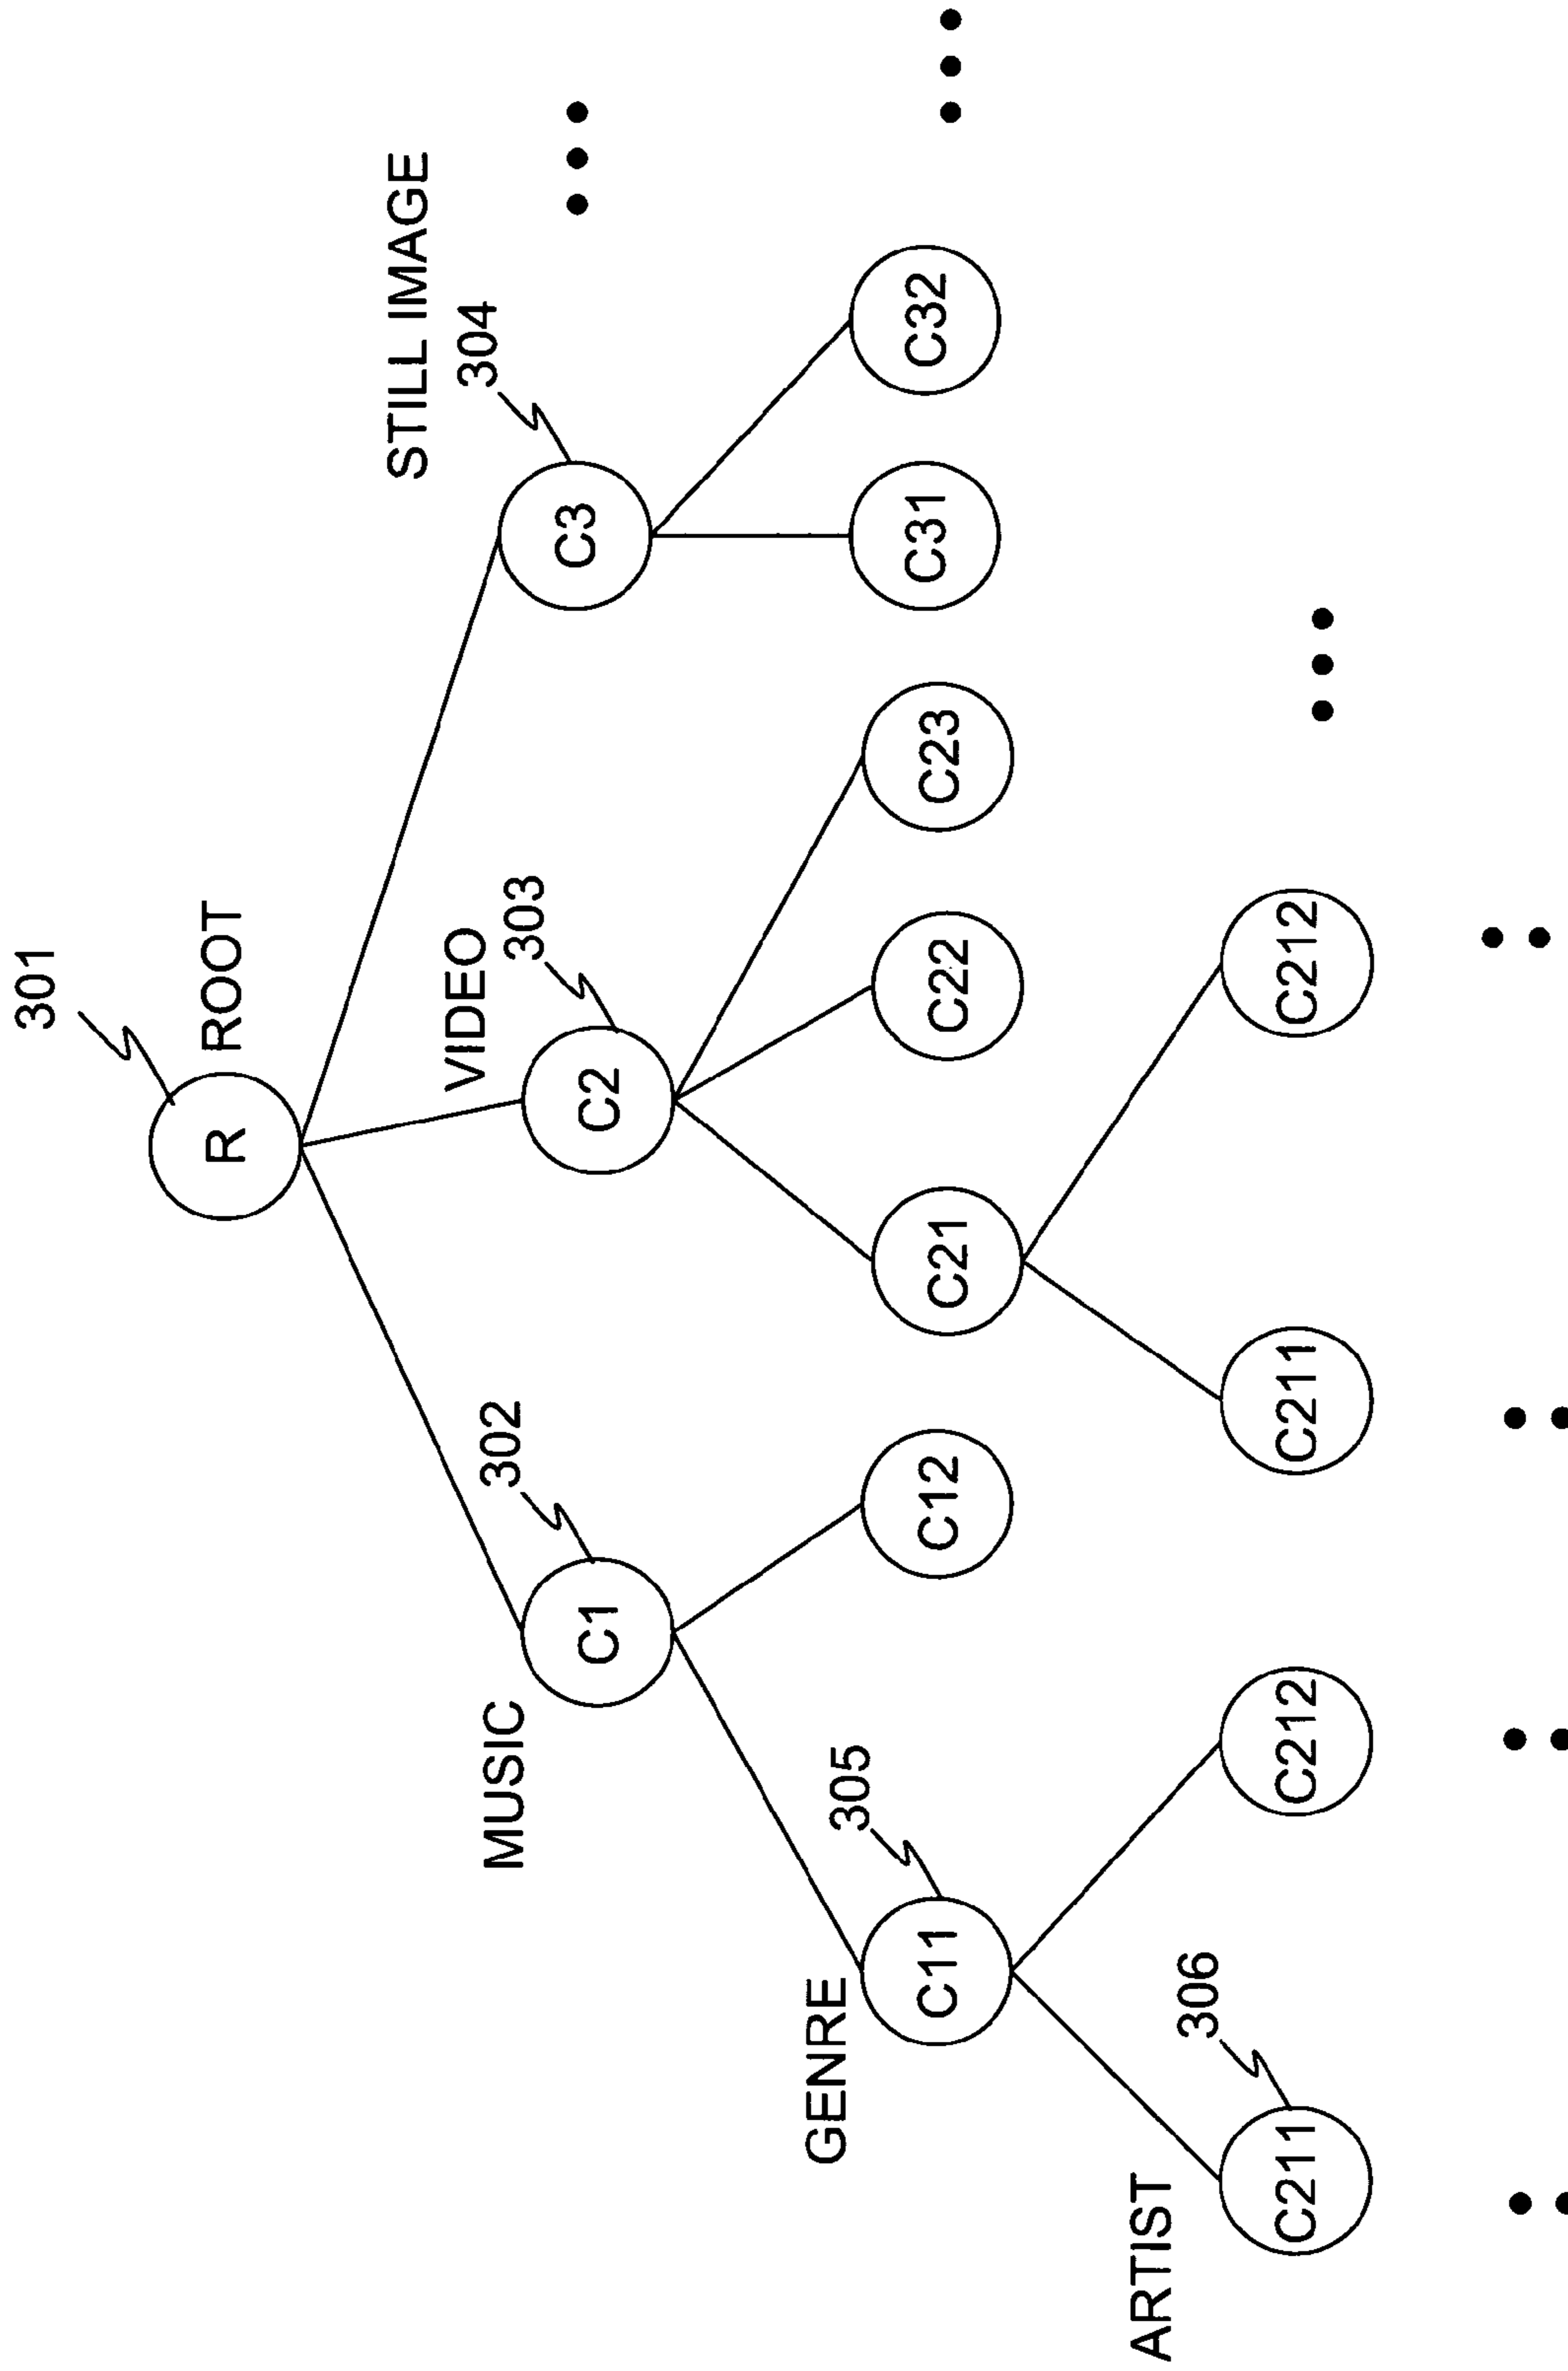 301
ROOT
R
MUSIC
302
C1
VIDEO
303
C2
STILL IMAGE
304
C3
GENRE
305
C11
C12
C21
C22
C23
C31
C32
ARTIST
306
C211
C212
C211
C212